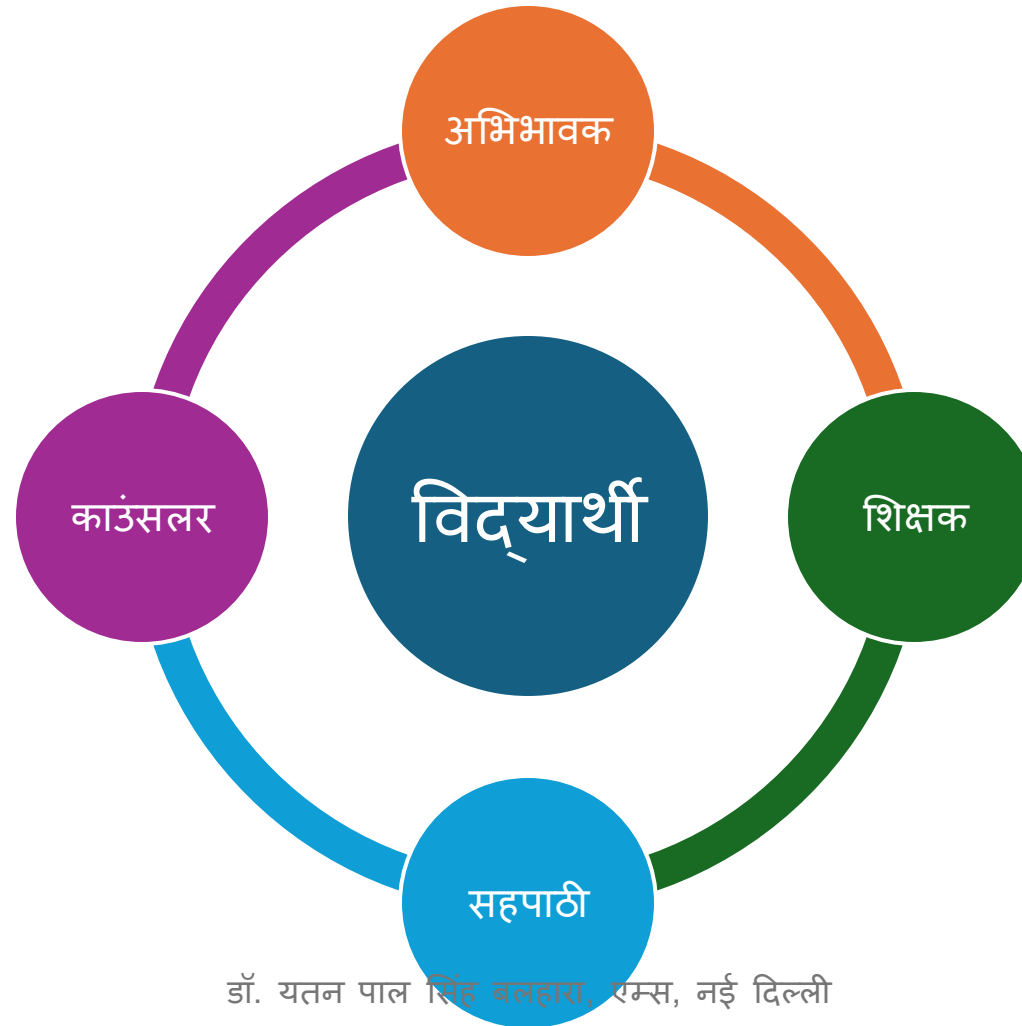 अभिभावक
काउंसलर
विद्यार्थी
शिक्षक
सहपाठी
डॉ. यतन पाल सिंह बलहारा, एम्स, नई दिल्ली